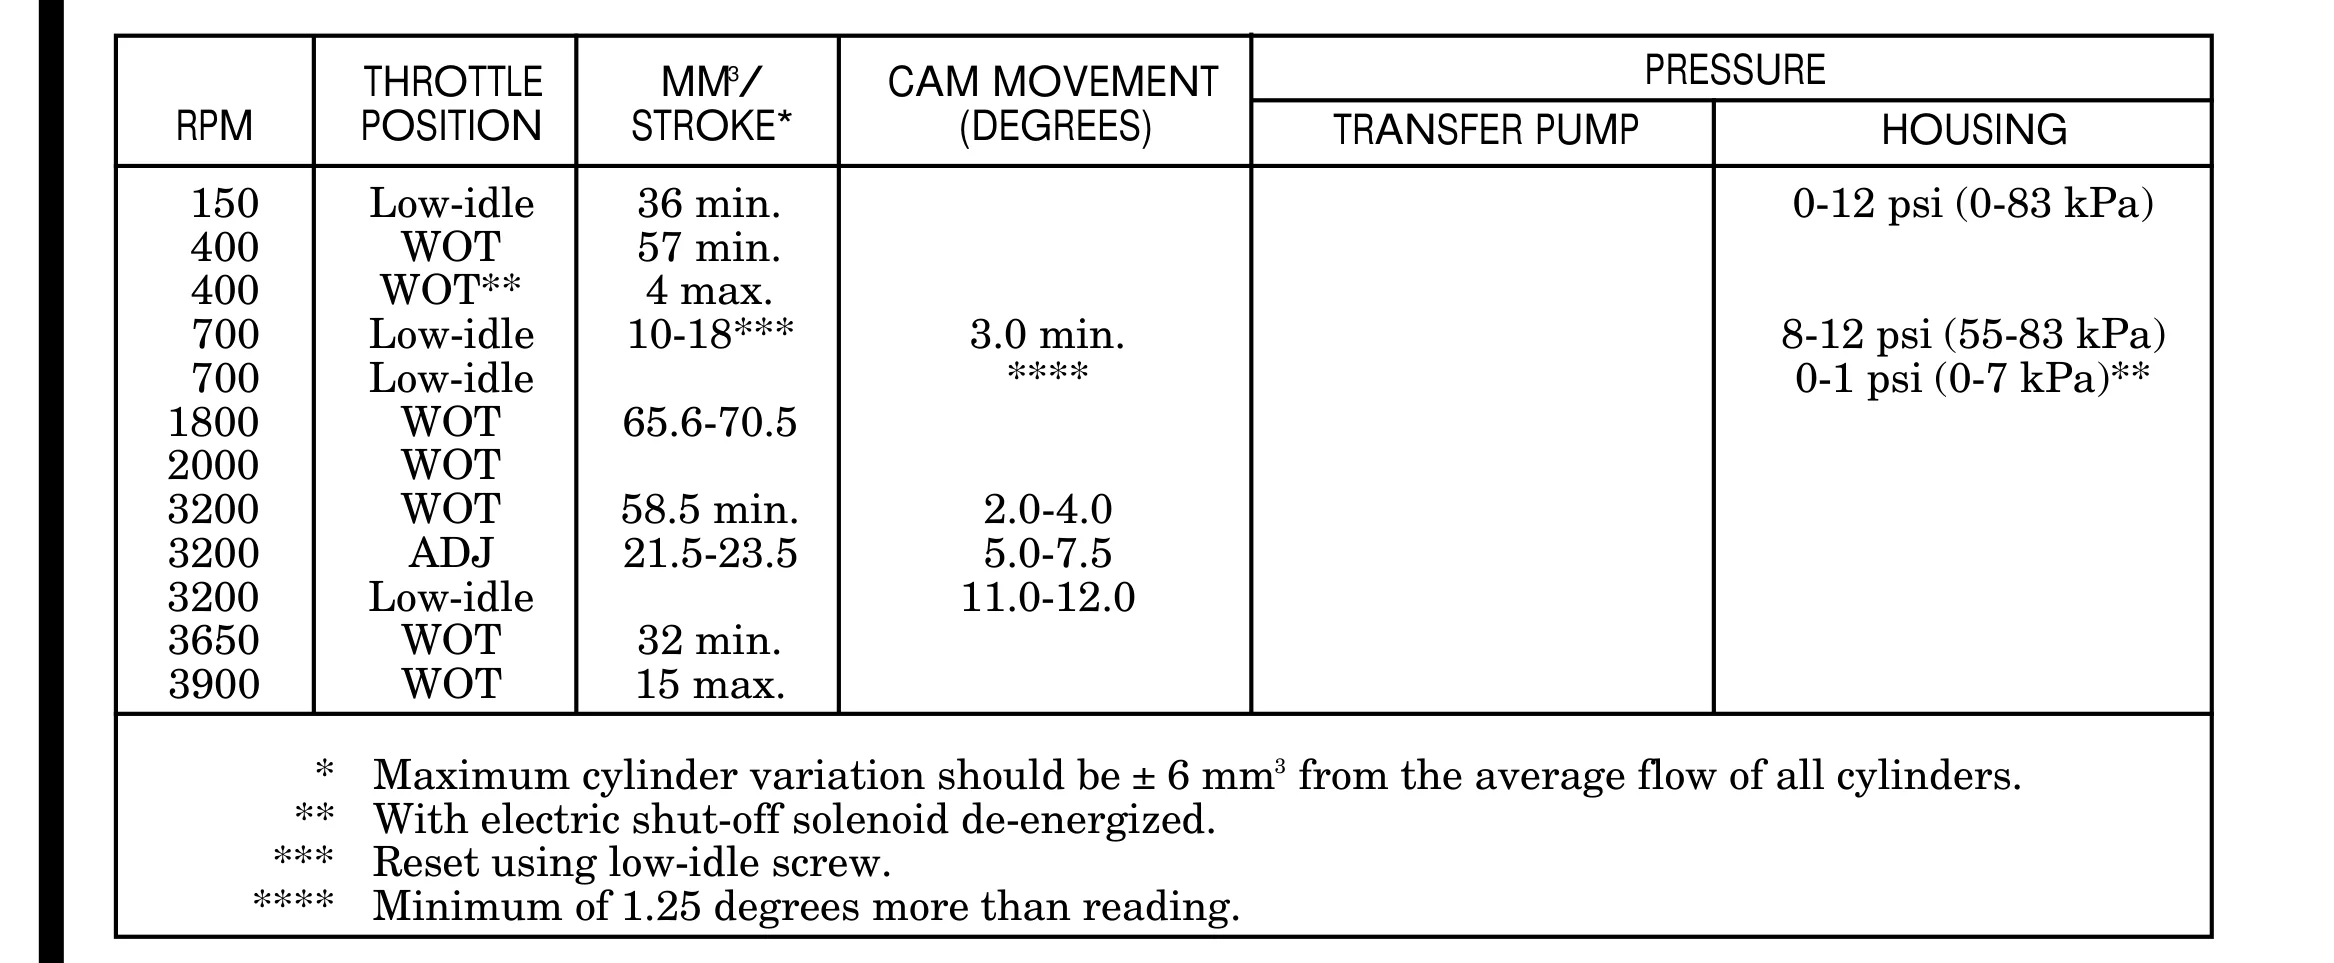 PRESSURE
RPM THROTTLE POSITION MM³/ STROKE* CAM MOVEMENT (DEGREES) TRANSFER PUMP HOUSING
150 Low-idle 36 min. 0-12 psi (0-83 kPa)
400 WOT 57 min.
400 WOT** 4 max.
700 Low-idle 10-18*** 3.0 min. 8-12 psi (55-83 kPa)
700 Low-idle **** 0-1 psi (0-7 kPa)**
1800 WOT 65.6-70.5
2000 WOT
3200 WOT 58.5 min. 2.0-4.0
3200 ADJ 21.5-23.5 5.0-7.5
3200 Low-idle 11.0-12.0
3650 WOT 32 min.
3900 WOT 15 max.
* Maximum cylinder variation should be ± 6 mm³ from the average flow of all cylinders.
** With electric shut-off solenoid de-energized.
*** Reset using low-idle screw.
**** Minimum of 1.25 degrees more than reading.